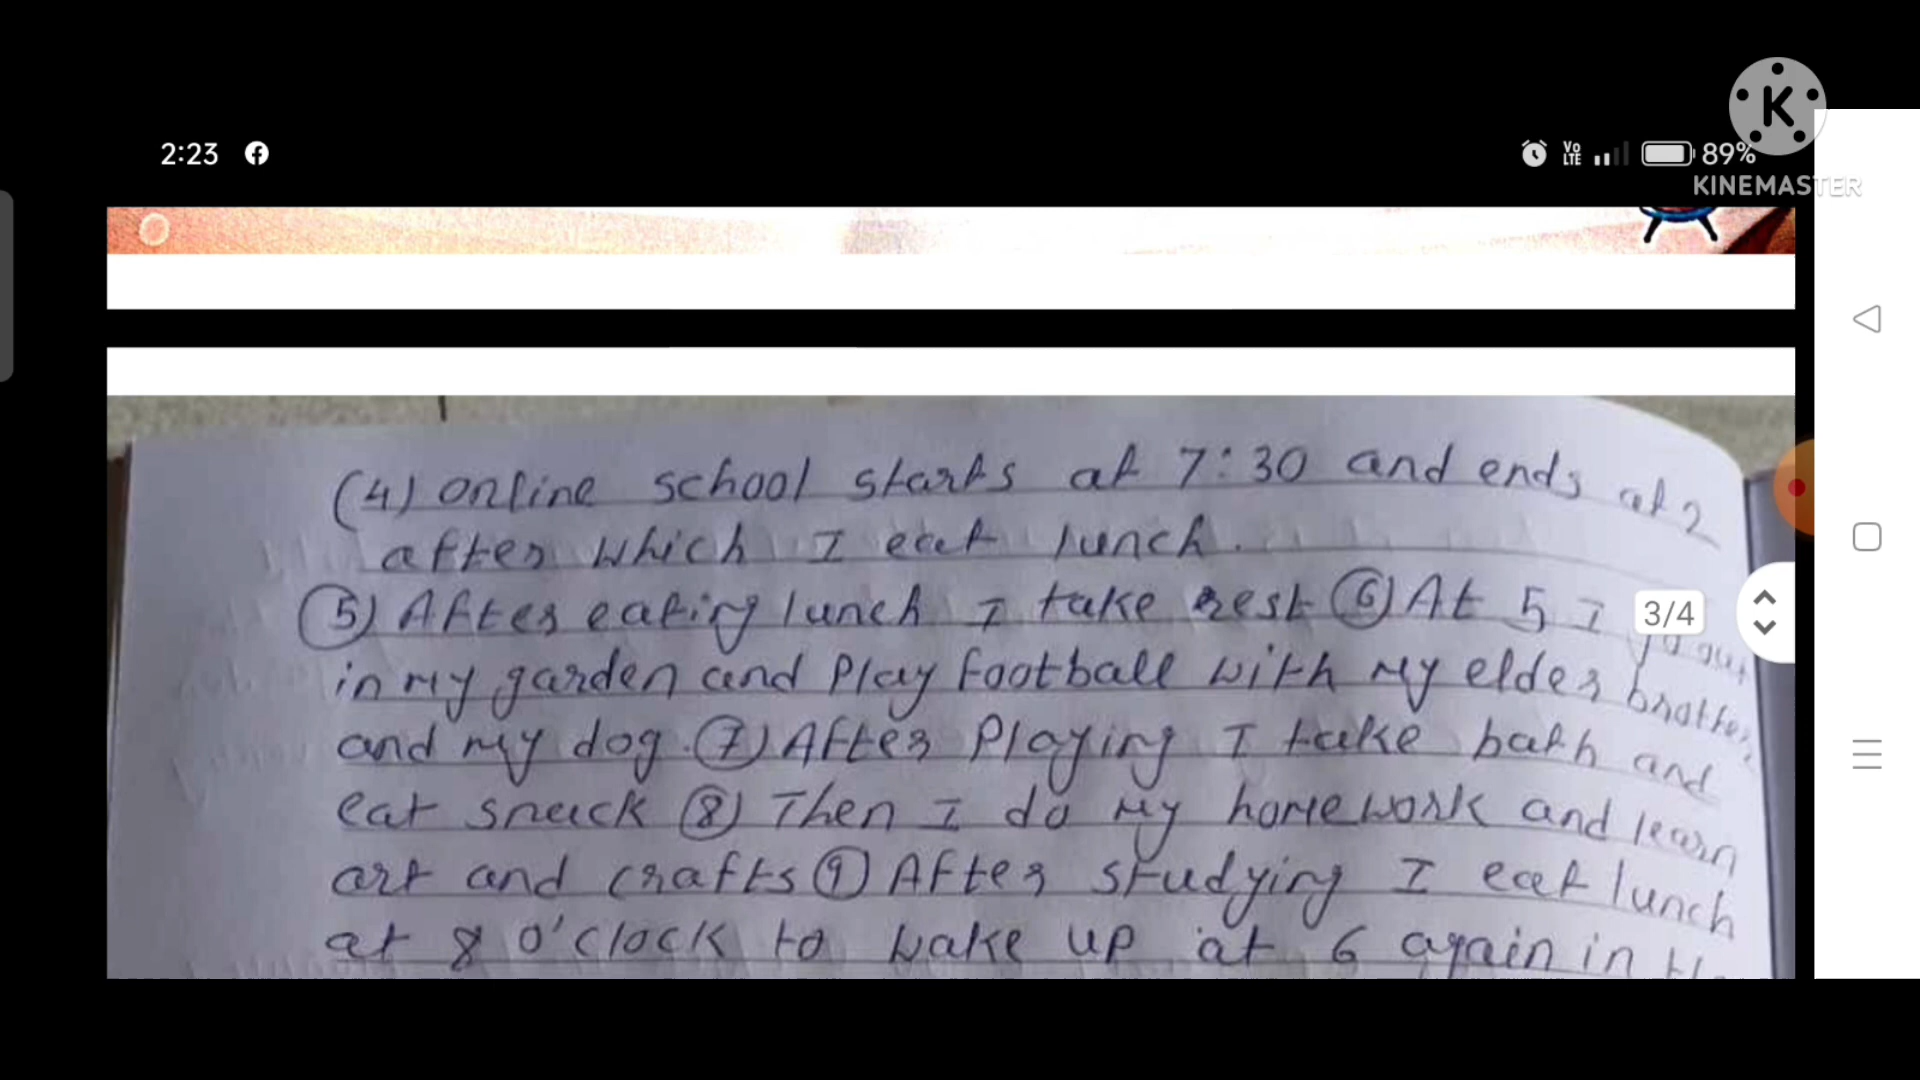 2:23
Vo LTE 89%
KINEMASTER
(4) Online school starts at 7:30 and ends at 2
after which I eat lunch.
(5) After eating lunch I take rest (6) At 5 I go out
in my garden and Play football with my elder brother
and my dog. (7) After Playing I take bath and
eat snack (8) Then I do my homework and learn
art and crafts (9) After studying I eat lunch
at 8 O'clock to wake up at 6 again in
3/4